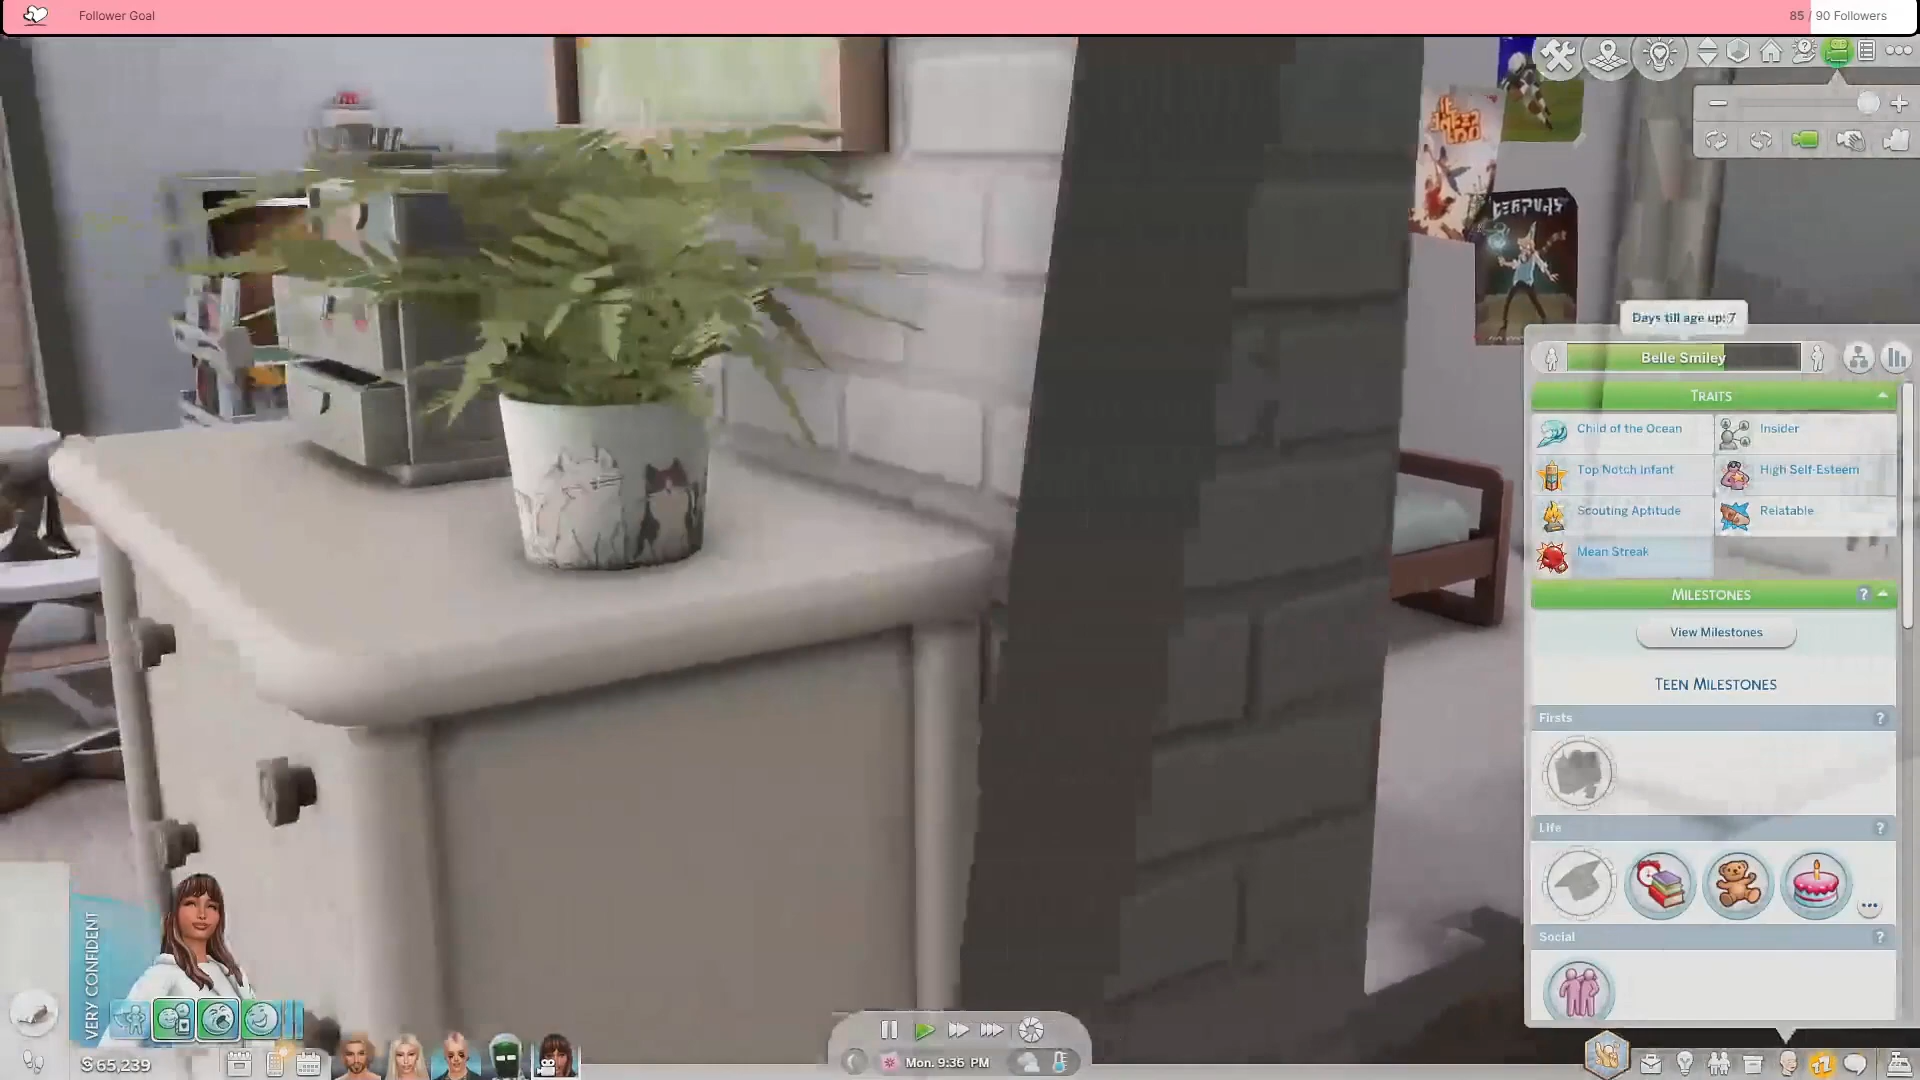 Follower Goal
85 / 90 Followers
Days till age up: 7
Belle Smiley
TRAITS
Child of the Ocean
Insider
Top Notch Infant
High Self-Esteem
Scouting Aptitude
Relatable
Mean Streak
MILESTONES
?
View Milestones
TEEN MILESTONES
Firsts
?
Life
?
Social
?
VERY CONFIDENT
§65,239
Mon. 9:36 PM